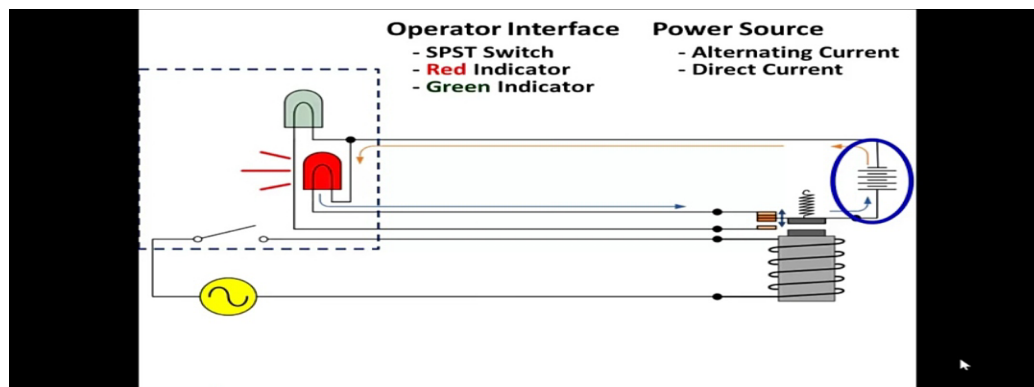 Operator Interface
- SPST Switch
- Red Indicator
- Green Indicator
Power Source
- Alternating Current
- Direct Current